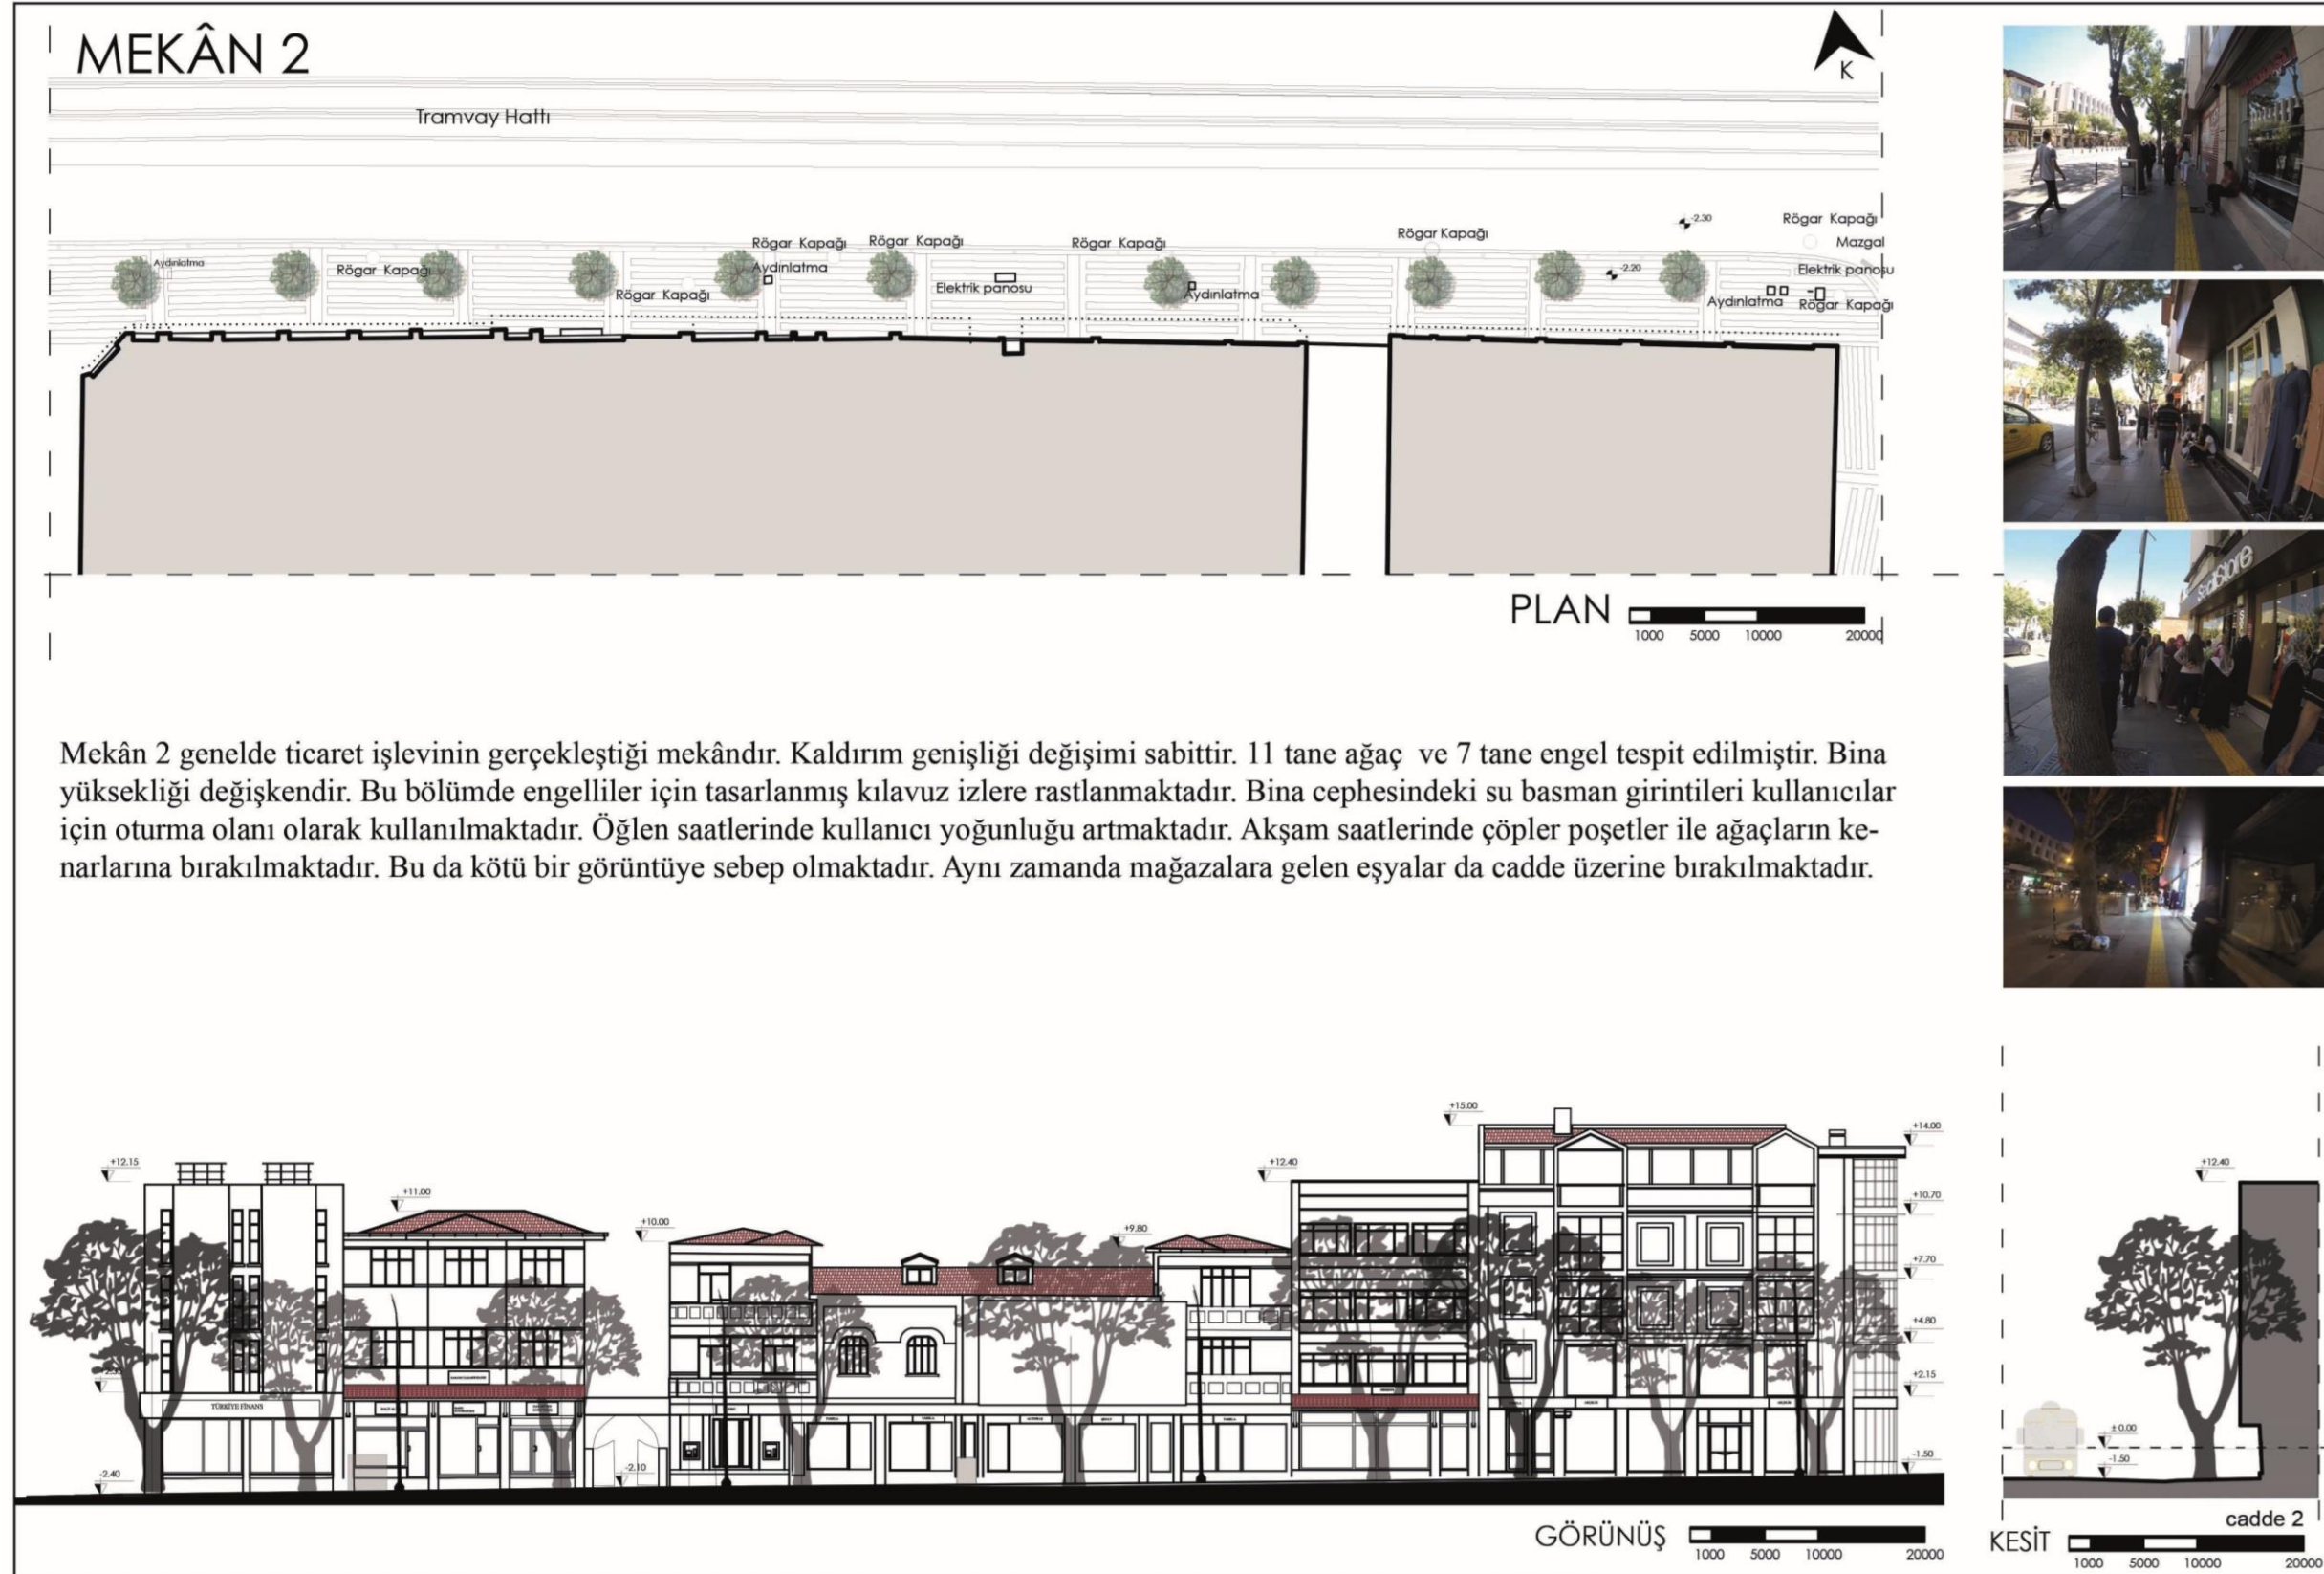 MEKÂN 2
K
Tramvay Hattı
-2.30
Rögar Kapağı
Mazgal
Rögar Kapağı
Rögar Kapağı
Rögar Kapağı
Rögar Kapağı
Aydınlatma
Rögar Kapağı
Aydınlatma
-2.20
Elektrik panosu
Rögar Kapağı
Elektrik panosu
Aydınlatma
Aydınlatma
Rögar Kapağı
PLAN
1000 5000 10000 20000
Mekân 2 genelde ticaret işlevinin gerçekleştiği mekândır. Kaldırım genişliği değişimi sabittir. 11 tane ağaç ve 7 tane engel tespit edilmiştir. Bina
yüksekliği değişkendir. Bu bölümde engelliler için tasarlanmış kılavuz izlere rastlanmaktadır. Bina cephesindeki su basman girintileri kullanıcılar
için oturma olanı olarak kullanılmaktadır. Öğlen saatlerinde kullanıcı yoğunluğu artmaktadır. Akşam saatlerinde çöpler poşetler ile ağaçların ke-
narlarına bırakılmaktadır. Bu da kötü bir görüntüye sebep olmaktadır. Aynı zamanda mağazalara gelen eşyalar da cadde üzerine bırakılmaktadır.
+12.15
+11.00
+10.00
+9.80
+12.40
+15.00
+14.00
+10.70
+7.70
+4.80
+2.15
-1.50
TÜRKİYE FİNANS
-2.40
-2.10
GÖRÜNÜŞ
1000 5000 10000 20000
+12.40
±0.00
-1.50
cadde 2
KESİT
1000 5000 10000 20000